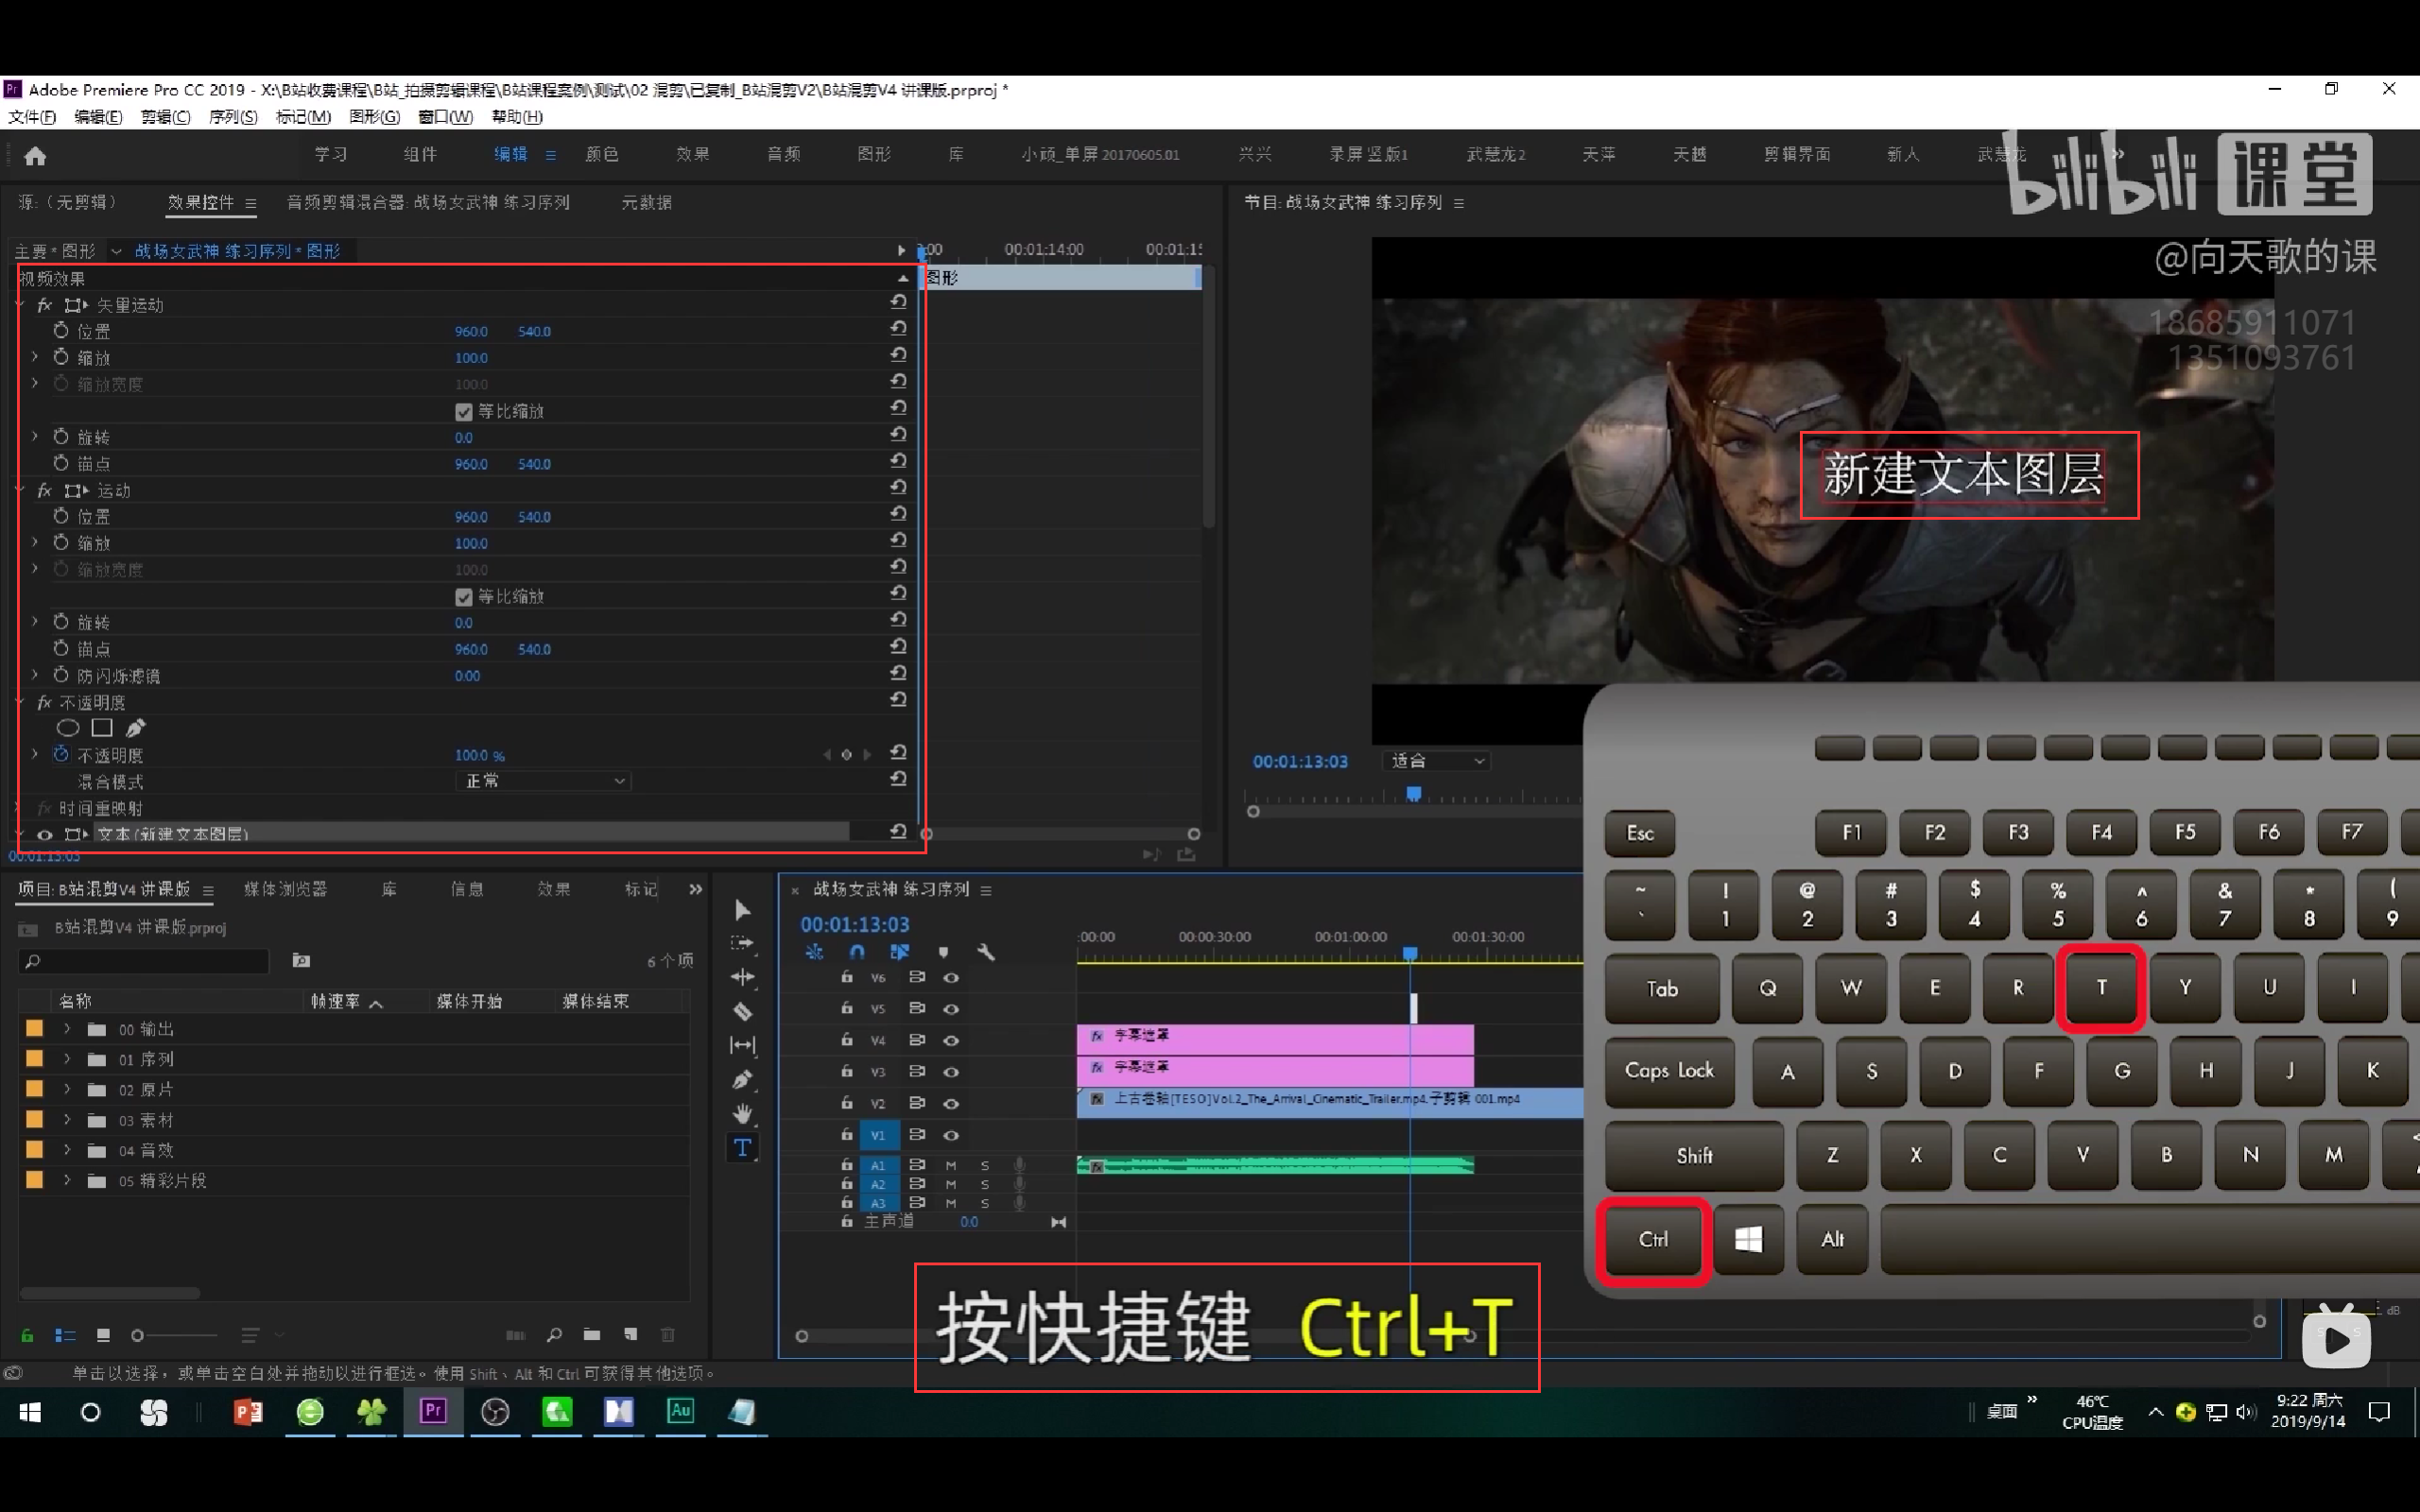 Adobe Premiere Pro CC 2019 - X:\B站收费课程\B站_拍摄剪辑课程\B站课程案例\测试\02 混剪\已复制_B站混剪V2\B站混剪V4 讲课版.prproj *
文件(F) 编辑(E) 剪辑(C) 序列(S) 标记(M) 图形(G) 窗口(W) 帮助(H)
学习 组件 编辑 颜色 效果 音频 图形 库 小顽_单屏20170605.01 兴兴 录屏竖版1 武慧龙2 天萍 天越 剪辑界面 新人 武慧龙
bilibili 课堂
@向天歌的课
18685911071
1351093761
源:（无剪辑） 效果控件 音频剪辑混合器: 战场女武神 练习序列 元数据
主要*图形 战场女武神 练习序列*图形
00:01:14:00
视频效果
图形
矢量运动
位置 960.0 540.0
缩放 100.0
缩放宽度 100.0
等比缩放
旋转 0.0
锚点 960.0 540.0
运动
位置 960.0 540.0
缩放 100.0
缩放宽度 100.0
等比缩放
旋转 0.0
锚点 960.0 540.0
防闪烁滤镜 0.00
不透明度
不透明度 100.0 %
混合模式 正常
时间重映射
文本(新建文本图层)
00:01:13:03
节目: 战场女武神 练习序列
新建文本图层
00:01:13:03 适合
项目: B站混剪V4 讲课版 媒体浏览器 库 信息 效果 标记
B站混剪V4 讲课版.prproj
6 个项
名称 帧速率 媒体开始 媒体结束
00 输出
01 序列
02 原片
03 素材
04 音效
05 精彩片段
战场女武神 练习序列
00:01:13:03
:00:00 00:00:30:00 00:01:00:00 00:01:30:00
V6
V5
V4 fx 字幕遮罩
V3 fx 字幕遮罩
V2 fx 上古卷轴[TESO]Vol.2_The_Arrival_Cinematic_Trailer.mp4.子剪辑 001.mp4
V1
A1 M S fx
A2 M S
A3 M S
主声道 0.0
按快捷键 Ctrl+T
Esc F1 F2 F3 F4 F5 F6 F7
~ ` ! 1 @ 2 # 3 $ 4 % 5 ^ 6 & 7 * 8 ( 9
Tab Q W E R T Y U I
Caps Lock A S D F G H J K
Shift Z X C V B N M
Ctrl Alt
dB
单击以选择，或单击空白处并拖动以进行框选。使用 Shift、Alt 和 Ctrl 可获得其他选项。
Pr Au
桌面
46℃
CPU温度
9:22 周六
2019/9/14